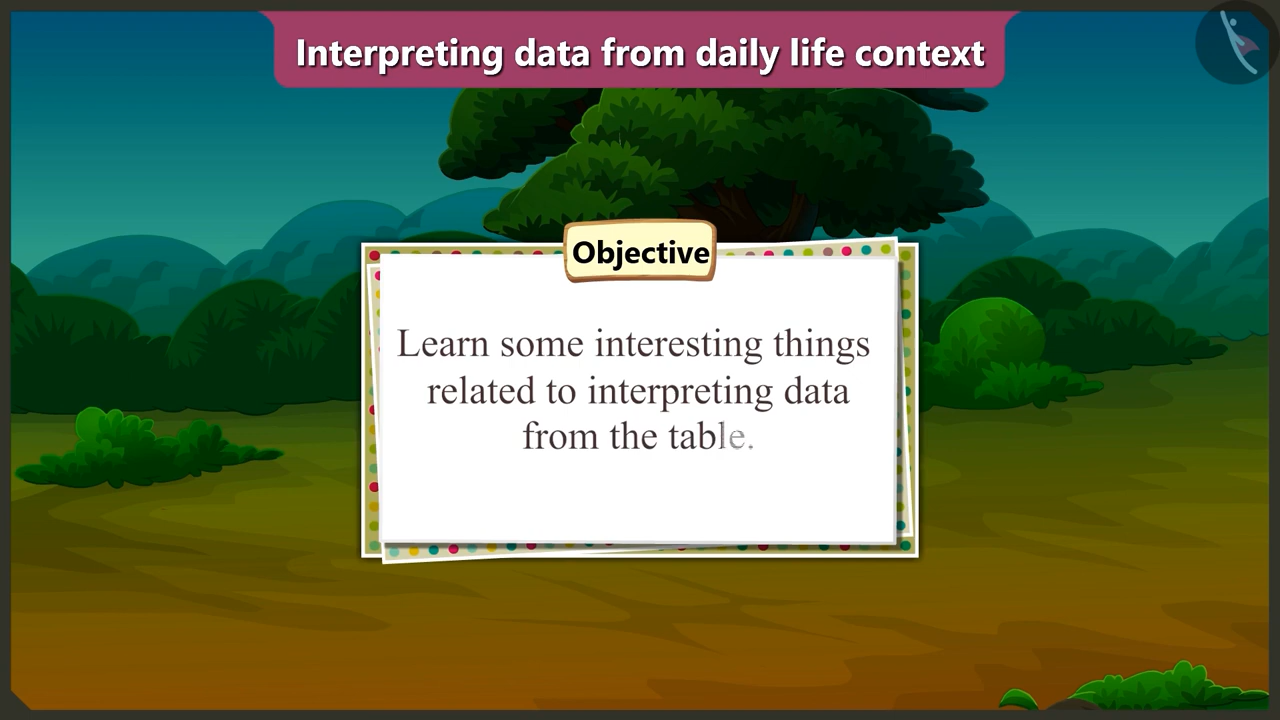 Interpreting data from daily life context
Objective
Learn some interesting things
related to interpreting data
from the table.